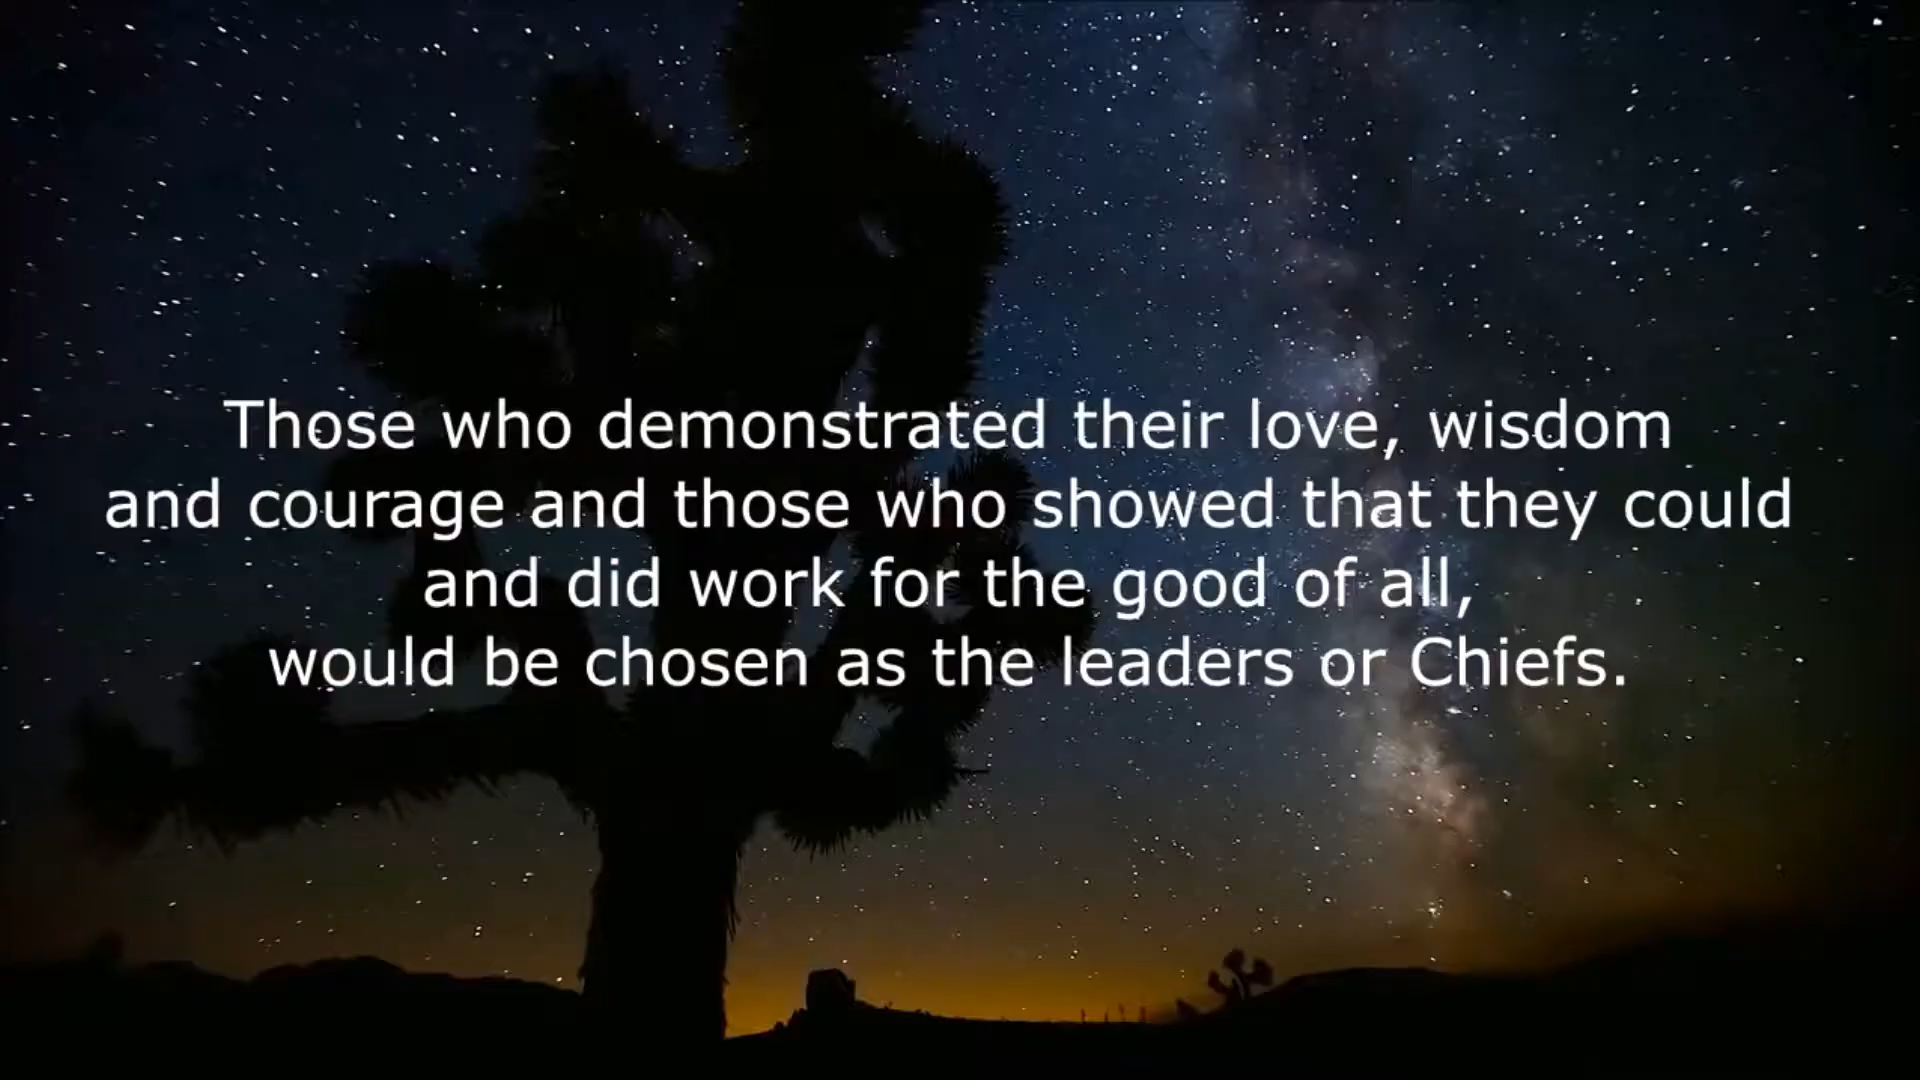 Those who demonstrated their love, wisdom
and courage and those who showed that they could
and did work for the good of all,
would be chosen as the leaders or Chiefs.